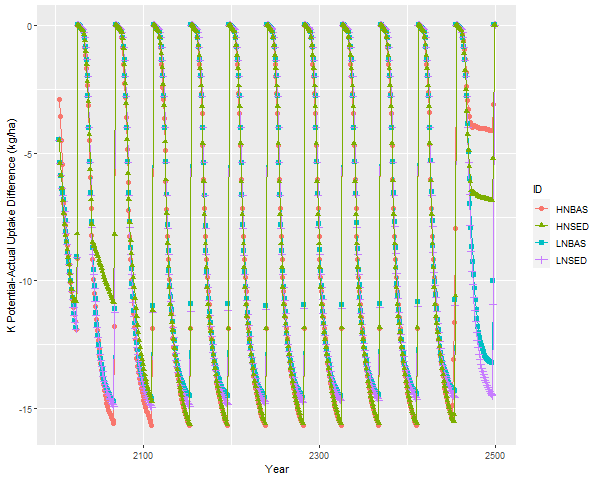 K Potential-Actual Uptake Difference (kg/ha)
0
-5
-10
-15
2100
2300
2500
Year
ID
HNBAS
HNSED
LNBAS
LNSED